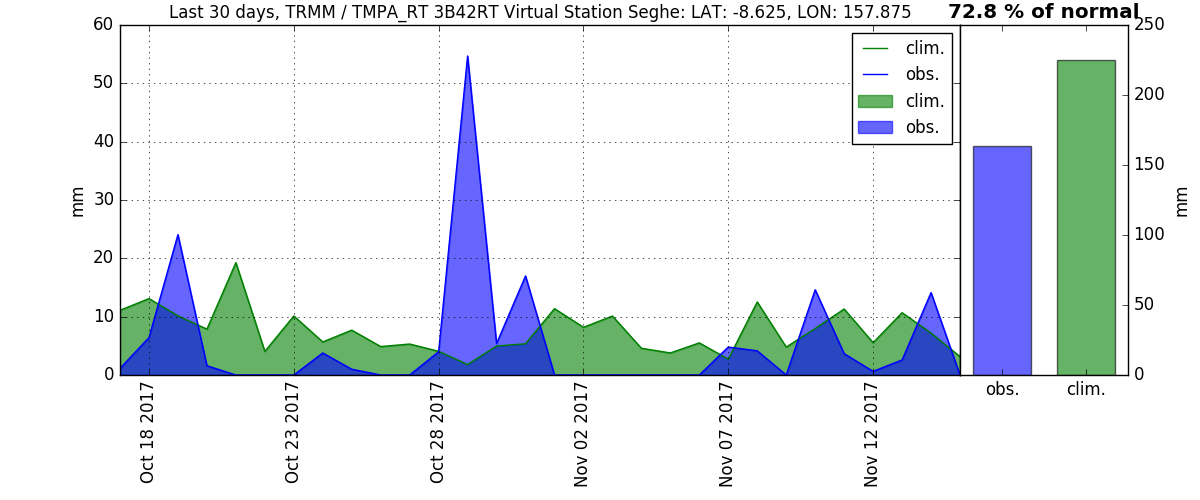 Last 30 days, TRMM / TMPA_RT 3B42RT Virtual Station Seghe: LAT: -8.625, LON: 157.875
72.8 % of normal
60
50
40
30
20
10
0
mm
clim.
obs.
clim.
obs.
250
200
150
100
50
0
mm
Oct 18 2017
Oct 23 2017
Oct 28 2017
Nov 02 2017
Nov 07 2017
Nov 12 2017
obs.
clim.